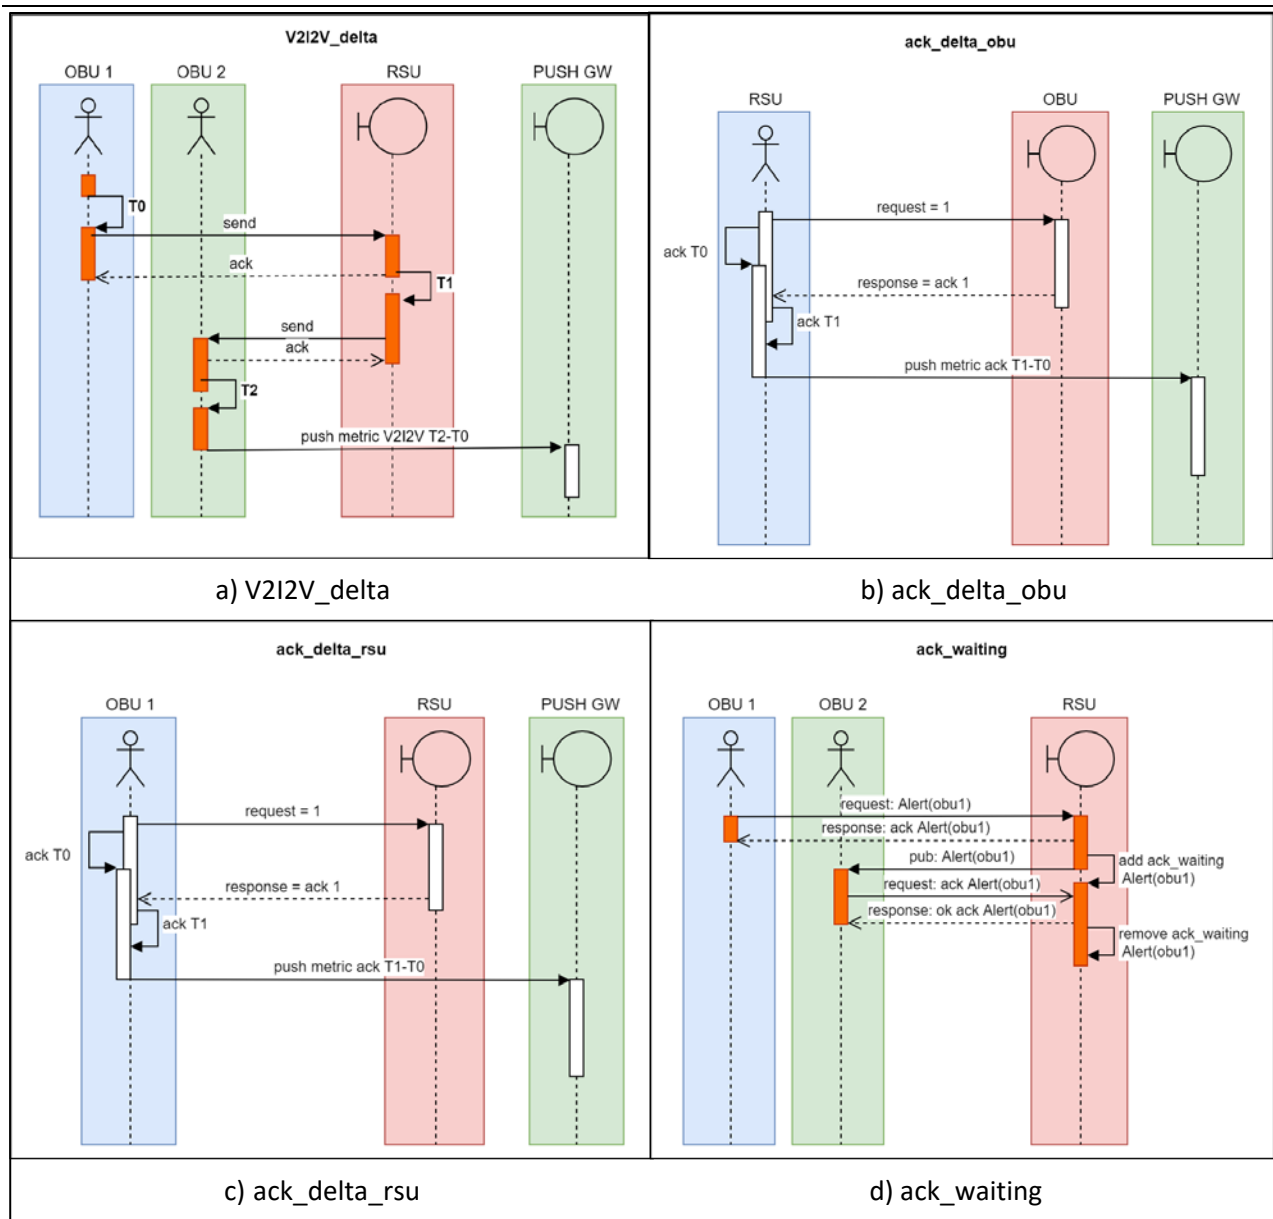 V2I2V_delta
OBU 1
OBU 2
RSU
PUSH GW
T0
send
ack
T1
send
ack
T2
push metric V2I2V T2-T0
a) V2I2V_delta
ack_delta_obu
RSU
OBU
PUSH GW
request = 1
ack T0
response = ack 1
ack T1
push metric ack T1-T0
b) ack_delta_obu
ack_delta_rsu
OBU 1
RSU
PUSH GW
request = 1
ack T0
response = ack 1
ack T1
push metric ack T1-T0
c) ack_delta_rsu
ack_waiting
OBU 1
OBU 2
RSU
request: Alert(obu1)
response: ack Alert(obu1)
pub: Alert(obu1)
add ack_waiting
Alert(obu1)
request: ack Alert(obu1)
response: ok ack Alert(obu1)
remove ack_waiting
Alert(obu1)
d) ack_waiting